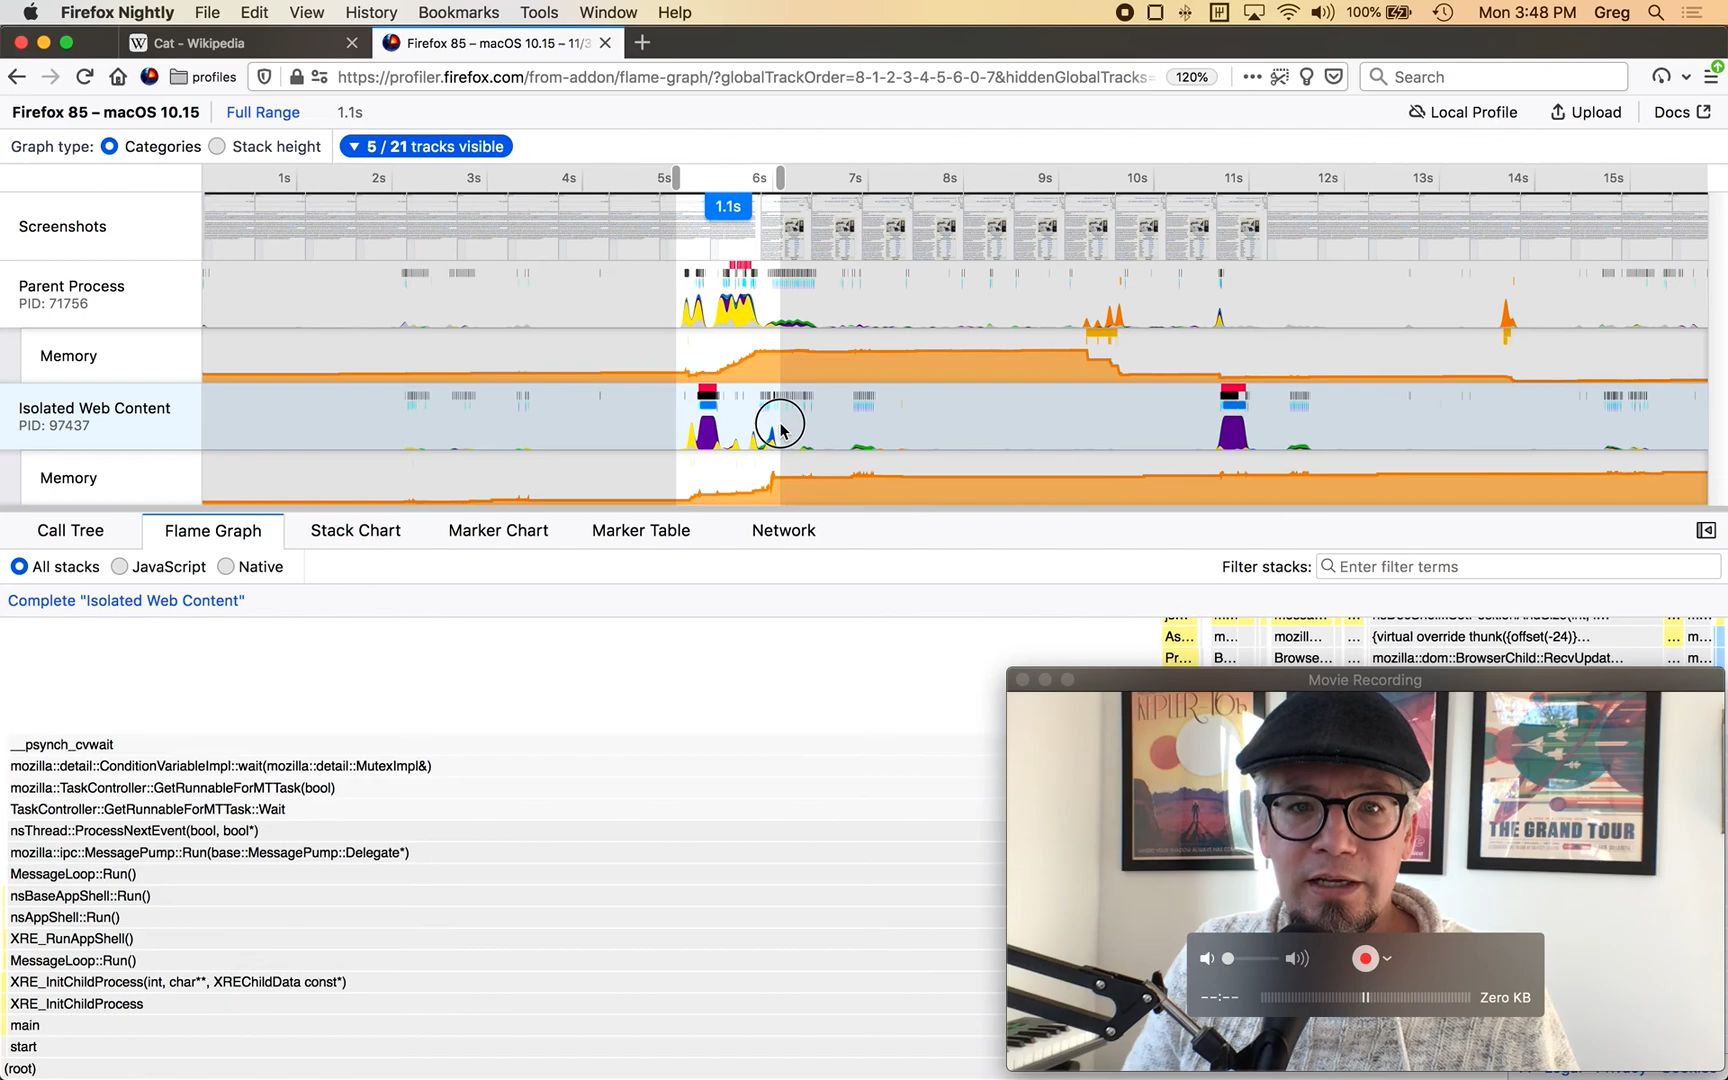 Firefox Nightly File Edit View History Bookmarks Tools Window Help 100% Mon 3:48 PM Greg
Cat - Wikipedia
Firefox 85 – macOS 10.15 – 11/3
https://profiler.firefox.com/from-addon/flame-graph/?globalTrackOrder=8-1-2-3-4-5-6-0-7&hiddenGlobalTracks=
profiles
120%
Search
Firefox 85 – macOS 10.15 Full Range 1.1s Local Profile Upload Docs
Graph type: Categories Stack height 5 / 21 tracks visible
1s 2s 3s 4s 5s 6s 7s 8s 9s 10s 11s 12s 13s 14s 15s
1.1s
Screenshots
Parent Process
PID: 71756
Memory
Isolated Web Content
PID: 97437
Memory
Call Tree Flame Graph Stack Chart Marker Chart Marker Table Network
All stacks JavaScript Native Filter stacks: Enter filter terms
Complete "Isolated Web Content"
As... m... mozill... ... {virtual override thunk({offset(-24)}... ... m...
Pr... B... Browse... ... mozilla::dom::BrowserChild::RecvUpdat... ... m...
__psynch_cvwait
mozilla::detail::ConditionVariableImpl::wait(mozilla::detail::MutexImpl&)
mozilla::TaskController::GetRunnableForMTTask(bool)
TaskController::GetRunnableForMTTask::Wait
nsThread::ProcessNextEvent(bool, bool*)
mozilla::ipc::MessagePump::Run(base::MessagePump::Delegate*)
MessageLoop::Run()
nsBaseAppShell::Run()
nsAppShell::Run()
XRE_RunAppShell()
MessageLoop::Run()
XRE_InitChildProcess(int, char**, XREChildData const*)
XRE_InitChildProcess
main
start
(root)
Movie Recording
KEPLER-16b
THE GRAND TOUR
--:-- Zero KB